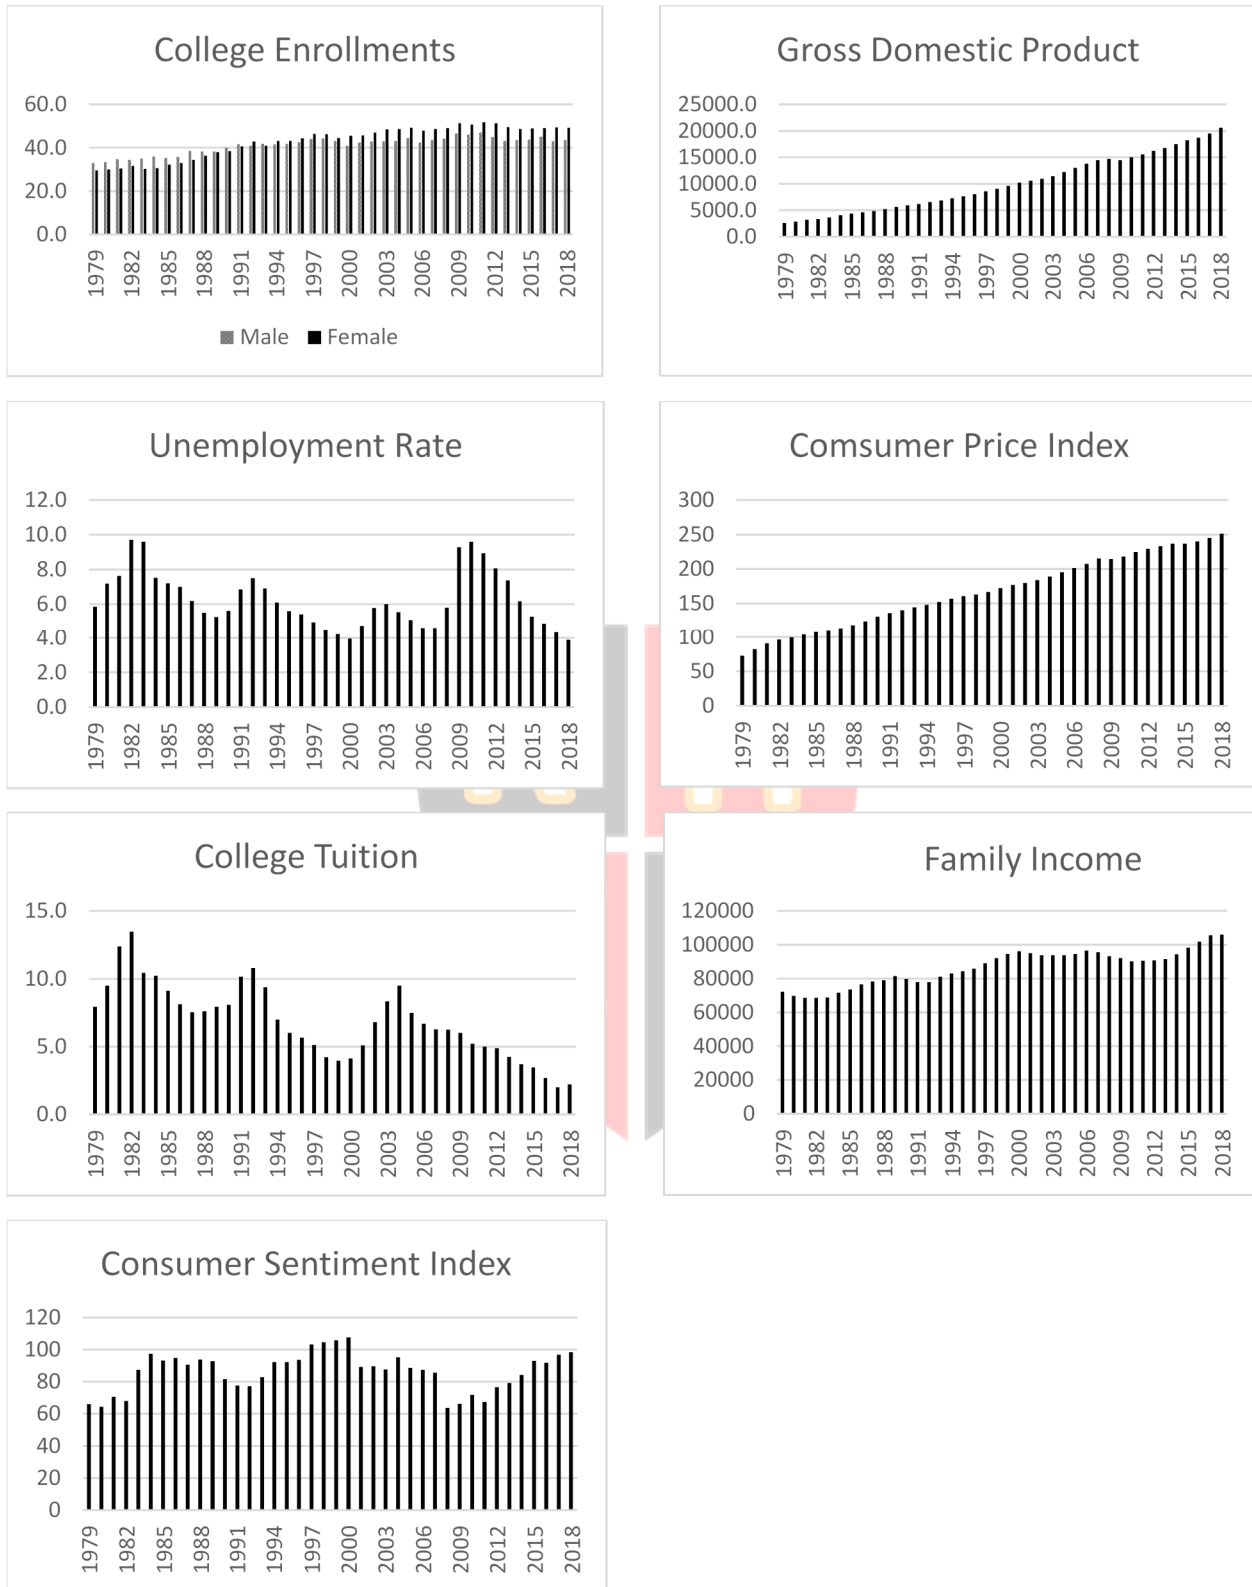 College Enrollments
60.0
40.0
20.0
0.0
1979 1982 1985 1988 1991 1994 1997 2000 2003 2006 2009 2012 2015 2018
Male Female
Gross Domestic Product
25000.0
20000.0
15000.0
10000.0
5000.0
0.0
1979 1982 1985 1988 1991 1994 1997 2000 2003 2006 2009 2012 2015 2018
Unemployment Rate
12.0
10.0
8.0
6.0
4.0
2.0
0.0
1979 1982 1985 1988 1991 1994 1997 2000 2003 2006 2009 2012 2015 2018
Comsumer Price Index
300
250
200
150
100
50
0
1979 1982 1985 1988 1991 1994 1997 2000 2003 2006 2009 2012 2015 2018
College Tuition
15.0
10.0
5.0
0.0
1979 1982 1985 1988 1991 1994 1997 2000 2003 2006 2009 2012 2015 2018
Family Income
120000
100000
80000
60000
40000
20000
0
1979 1982 1985 1988 1991 1994 1997 2000 2003 2006 2009 2012 2015 2018
Consumer Sentiment Index
120
100
80
60
40
20
0
1979 1982 1985 1988 1991 1994 1997 2000 2003 2006 2009 2012 2015 2018